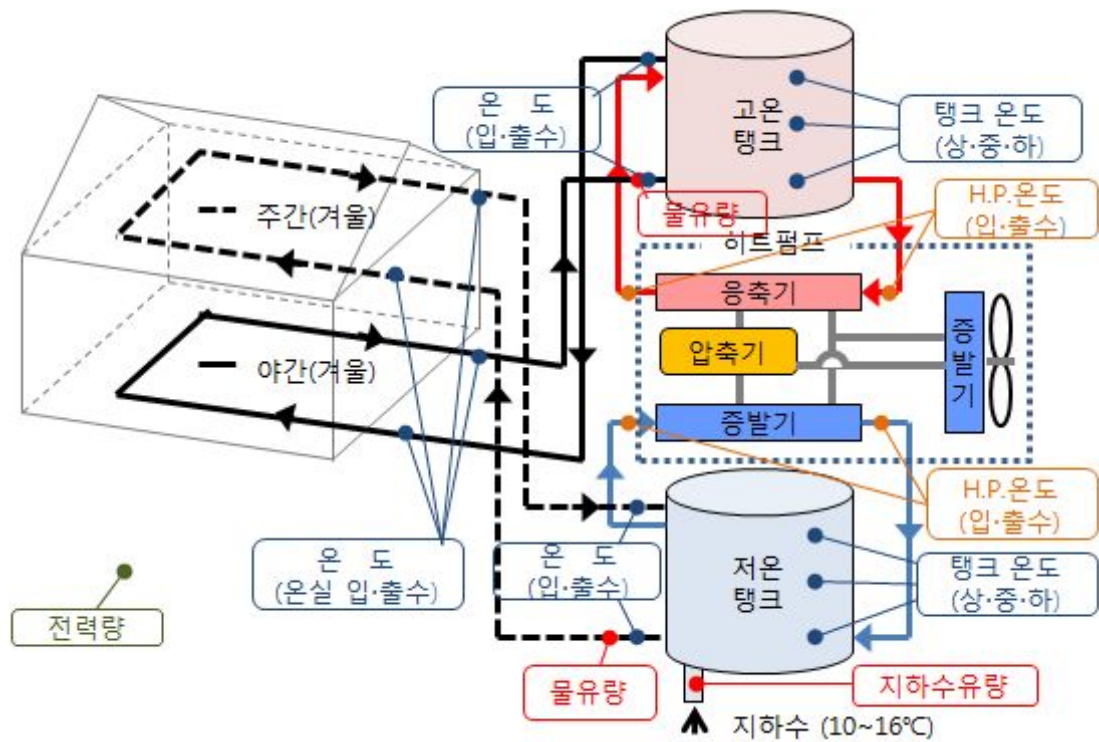 온 도
(입·출수)
고온
탱크
탱크 온도
(상·중·하)
주간(겨울)
물유량
H.P.온도
(입·출수)
히트펌프
응축기
압축기
증
발
기
야간(겨울)
증발기
H.P.온도
(입·출수)
온 도
(온실 입·출수)
온 도
(입·출수)
저온
탱크
탱크 온도
(상·중·하)
전력량
물유량
지하수유량
지하수 (10~16℃)